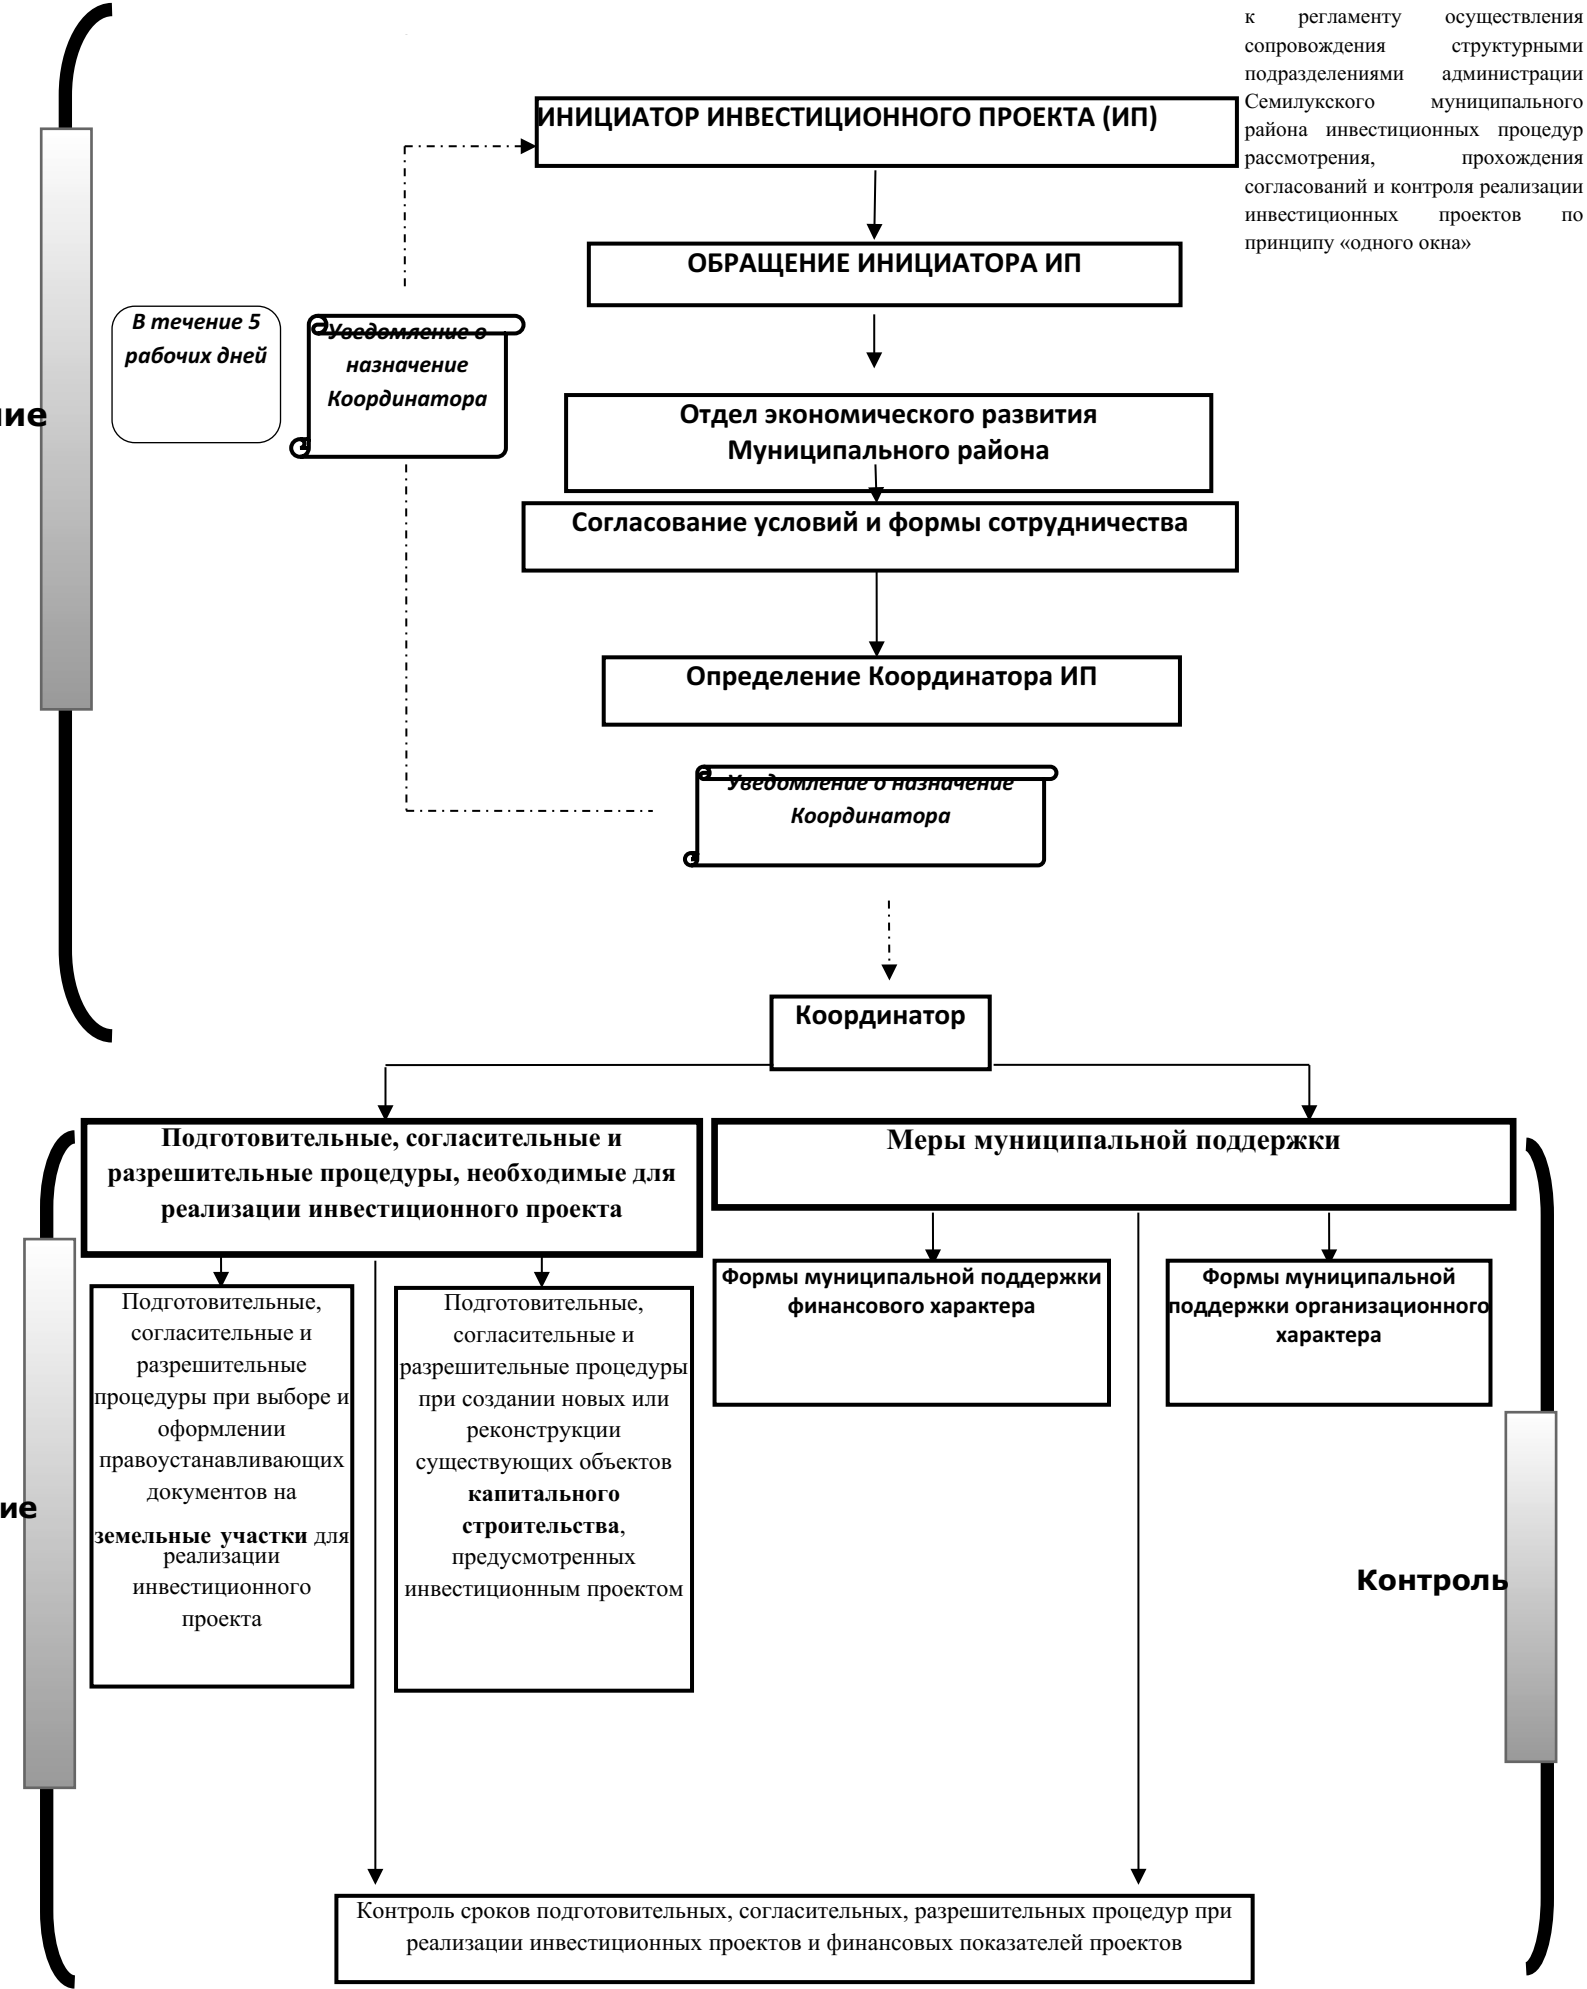 к регламенту осуществления
сопровождения структурными
подразделениями администрации
Семилукского муниципального
района инвестиционных процедур
рассмотрения, прохождения
согласований и контроля реализации
инвестиционных проектов по
принципу «одного окна»
ИНИЦИАТОР ИНВЕСТИЦИОННОГО ПРОЕКТА (ИП)
ОБРАЩЕНИЕ ИНИЦИАТОРА ИП
В течение 5
рабочих дней
Уведомление о
назначение
Координатора
Отдел экономического развития
Муниципального района
Согласование условий и формы сотрудничества
Определение Координатора ИП
Уведомление о назначение
Координатора
Координатор
Подготовительные, согласительные и
разрешительные процедуры, необходимые для
реализации инвестиционного проекта
Меры муниципальной поддержки
Подготовительные,
согласительные и
разрешительные
процедуры при выборе и
оформлении
правоустанавливающих
документов на
земельные участки для
реализации
инвестиционного
проекта
Подготовительные,
согласительные и
разрешительные процедуры
при создании новых или
реконструкции
существующих объектов
капитального
строительства,
предусмотренных
инвестиционным проектом
Формы муниципальной поддержки
финансового характера
Формы муниципальной
поддержки организационного
характера
Контроль
Контроль сроков подготовительных, согласительных, разрешительных процедур при
реализации инвестиционных проектов и финансовых показателей проектов